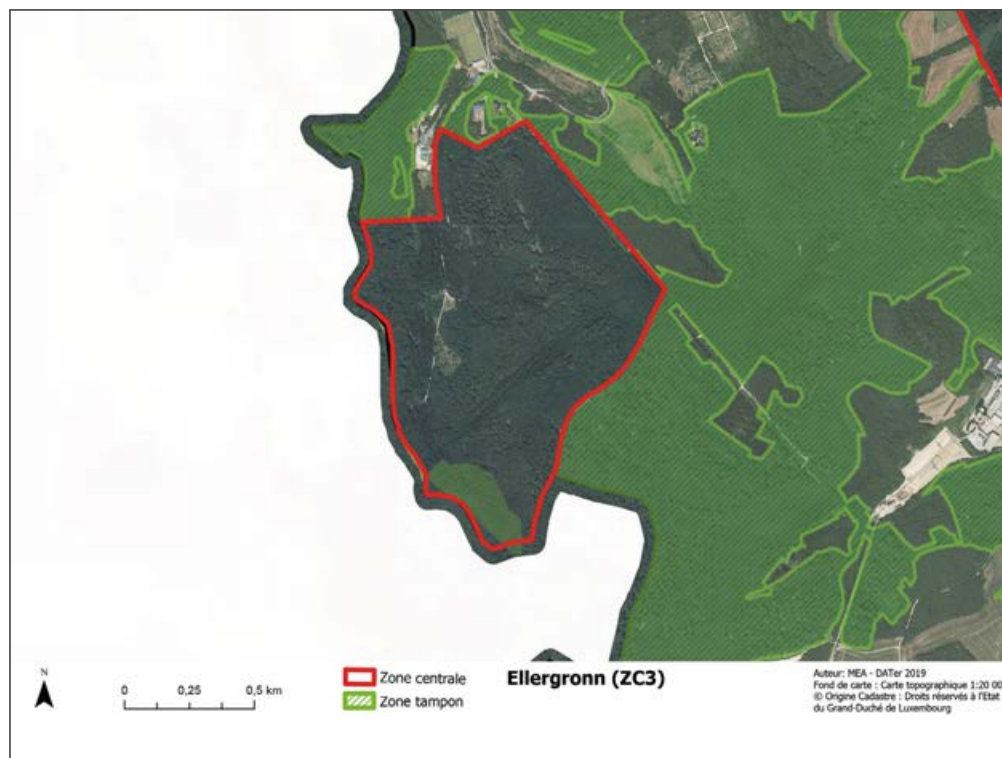 N
0 0,25 0,5 km
Zone centrale
Zone tampon
Ellergronn (ZC3)
Auteur: MEA - DATer 2019
Fond de carte : Carte topographique 1:20 00
© Origine Cadastre : Droits réservés à l'Etat
du Grand-Duché de Luxembourg